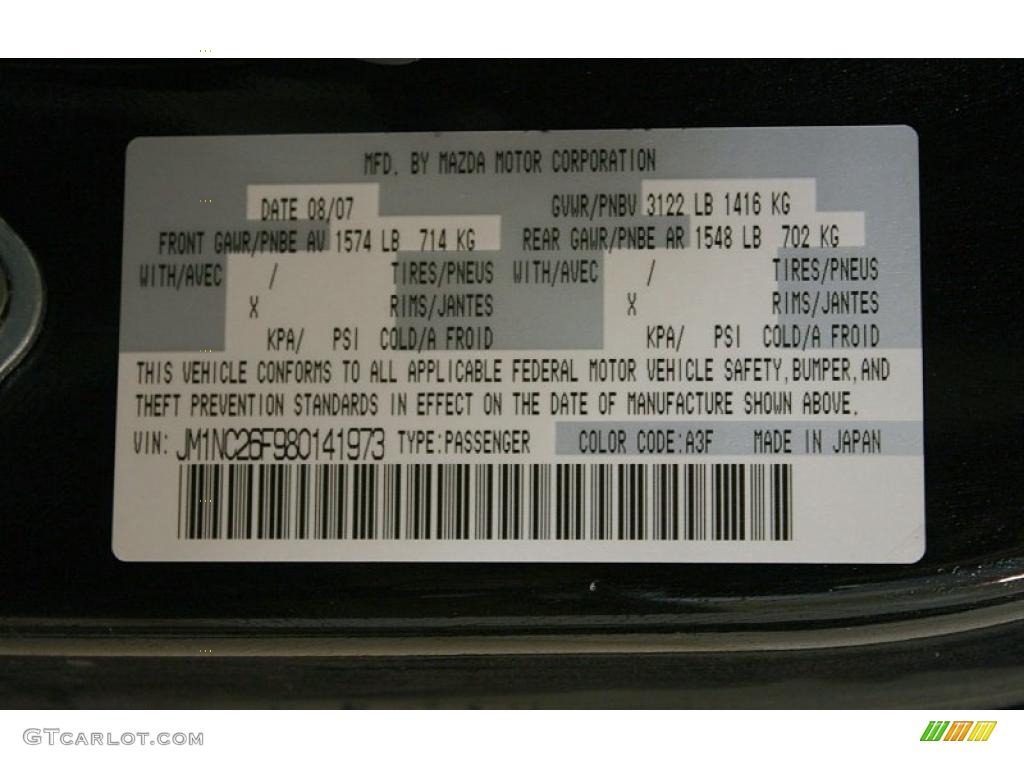 MFD. BY MAZDA MOTOR CORPORATION
DATE 08/07 GVWR/PNBV 3122 LB 1416 KG
FRONT GAWR/PNBE AV 1574 LB 714 KG REAR GAWR/PNBE AR 1548 LB 702 KG
WITH/AVEC / TIRES/PNEUS WITH/AVEC / TIRES/PNEUS
X RIMS/JANTES X RIMS/JANTES
KPA/ PSI COLD/A FROID KPA/ PSI COLD/A FROID
THIS VEHICLE CONFORMS TO ALL APPLICABLE FEDERAL MOTOR VEHICLE SAFETY, BUMPER, AND
THEFT PREVENTION STANDARDS IN EFFECT ON THE DATE OF MANUFACTURE SHOWN ABOVE.
VIN: JM1NC26F980141973 TYPE:PASSENGER COLOR CODE:A3F MADE IN JAPAN
GTCARLOT.COM